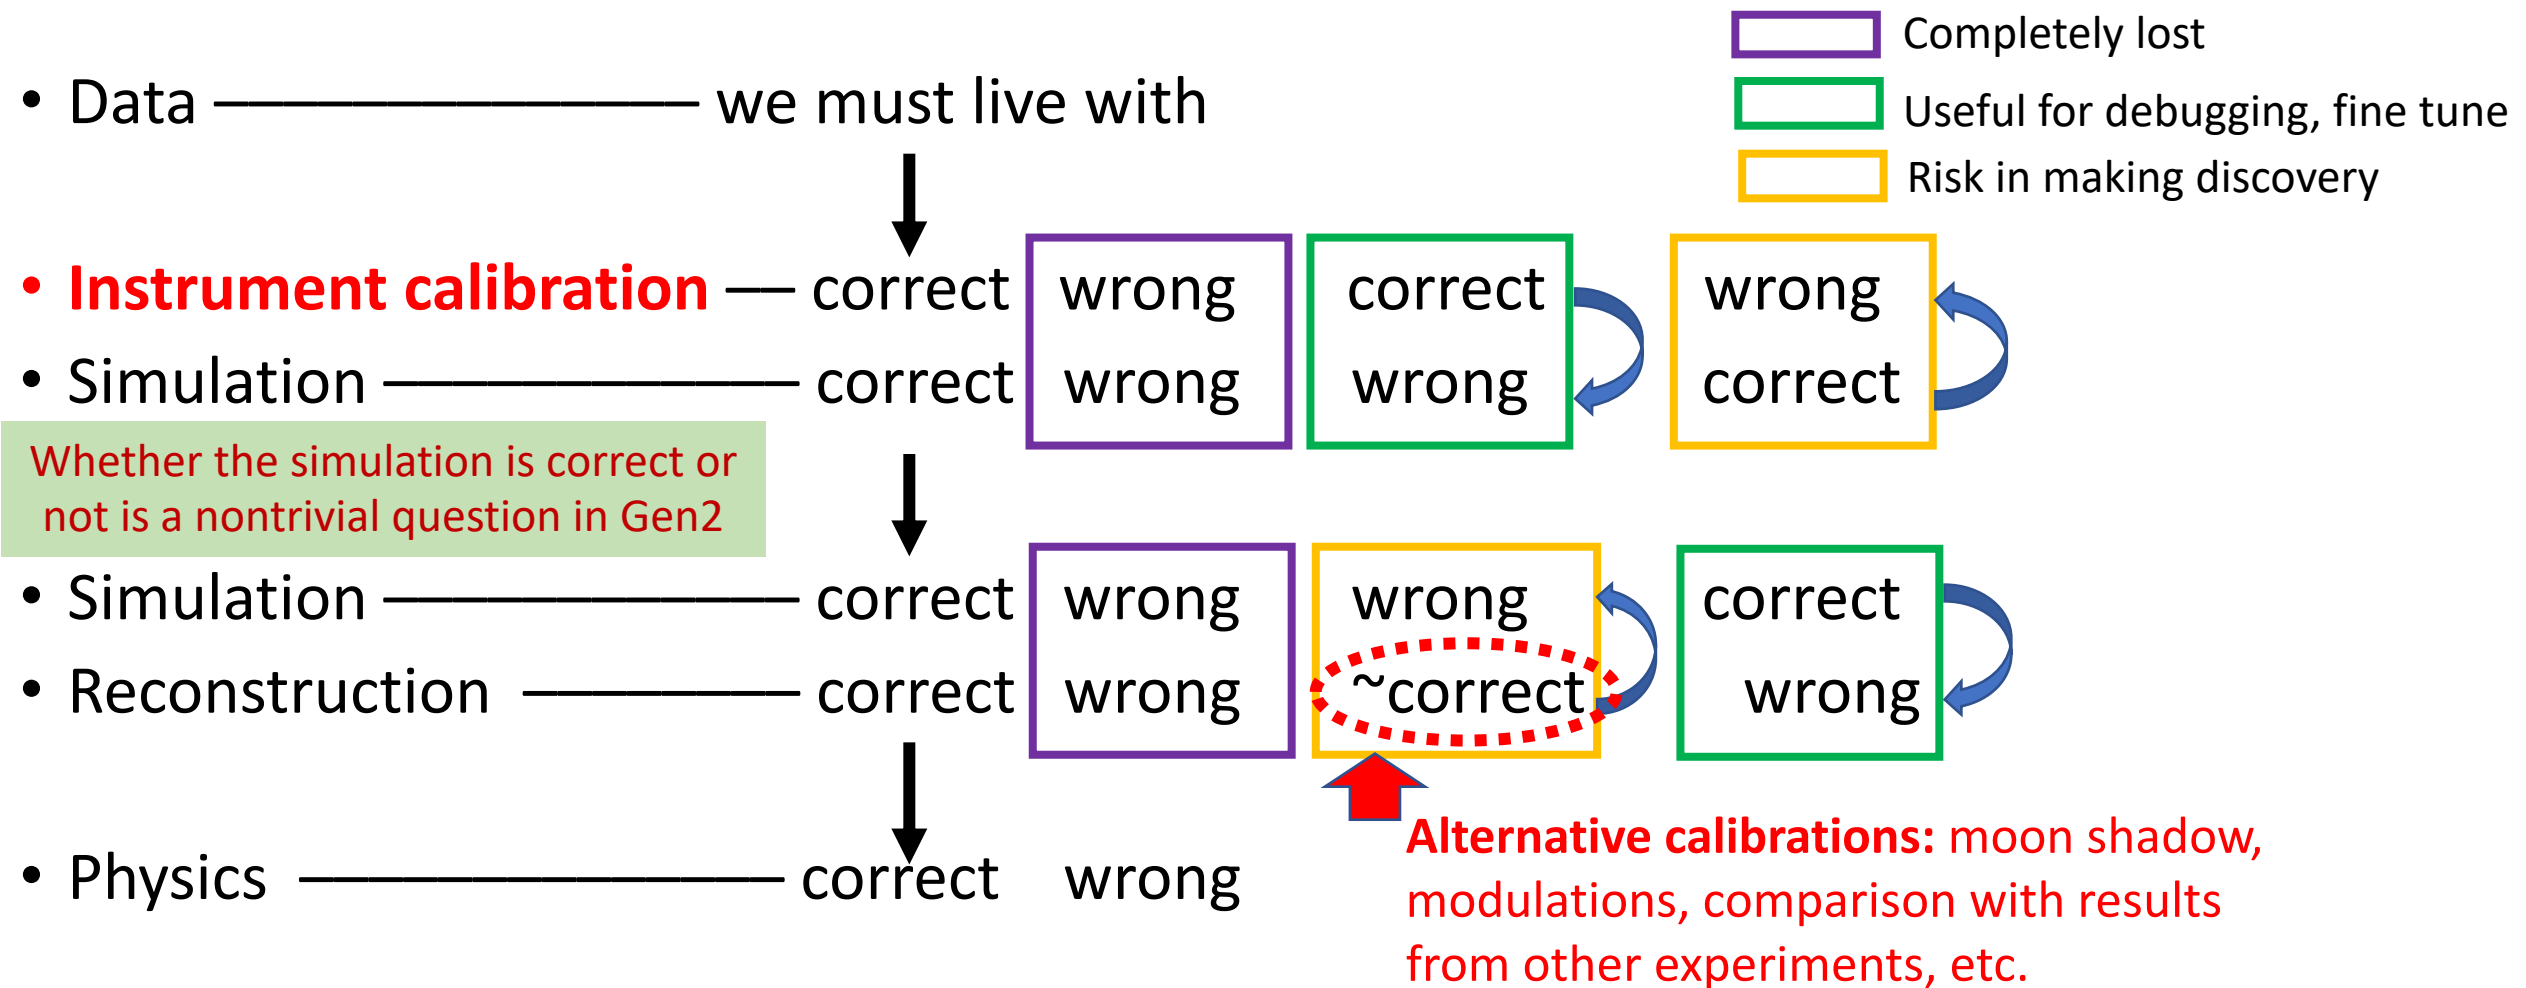 Completely lost
• Data we must live with
Useful for debugging, fine tune
Risk in making discovery
• Instrument calibration correct wrong correct wrong
• Simulation correct wrong wrong correct
Whether the simulation is correct or
not is a nontrivial question in Gen2
• Simulation correct wrong wrong correct
• Reconstruction correct wrong ~correct wrong
• Physics correct wrong
Alternative calibrations: moon shadow,
modulations, comparison with results
from other experiments, etc.